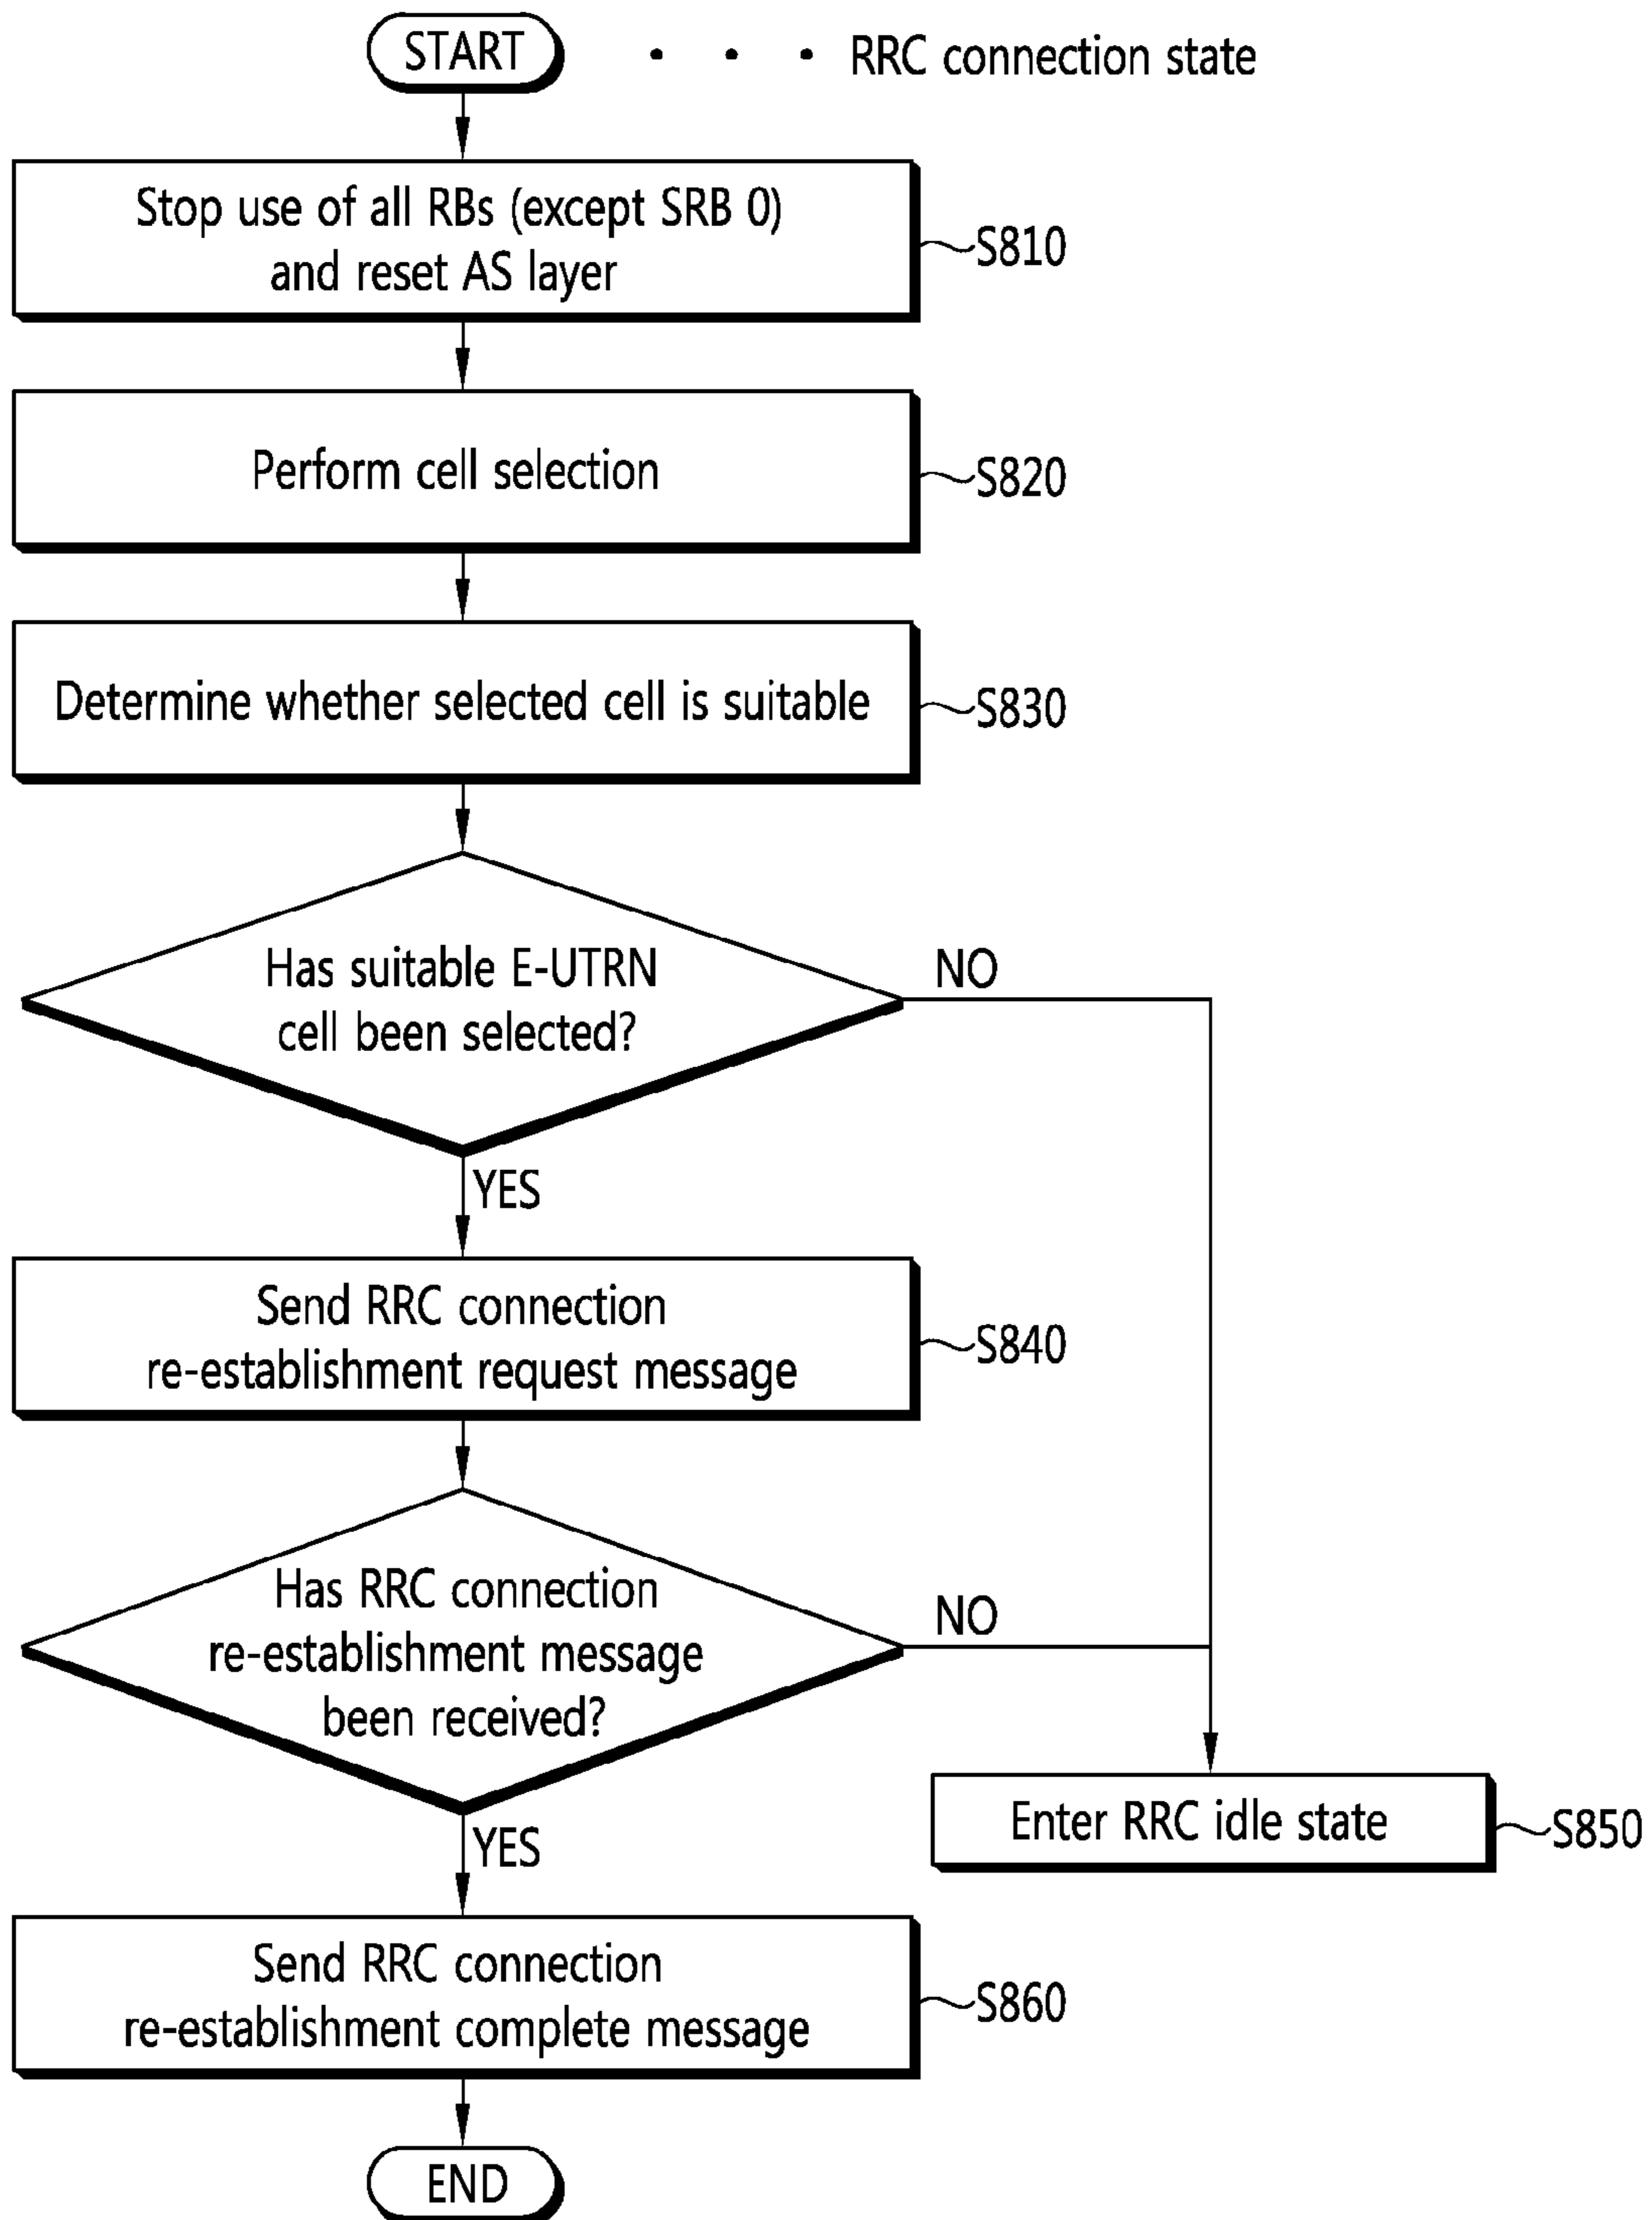 START
RRC connection state
Stop use of all RBs (except SRB 0)
and reset AS layer
S810
Perform cell selection
S820
Determine whether selected cell is suitable
S830
Has suitable E-UTRN
cell been selected?
NO
YES
Send RRC connection
re-establishment request message
S840
Has RRC connection
re-establishment message
been received?
NO
YES
Enter RRC idle state
S850
Send RRC connection
re-establishment complete message
S860
END